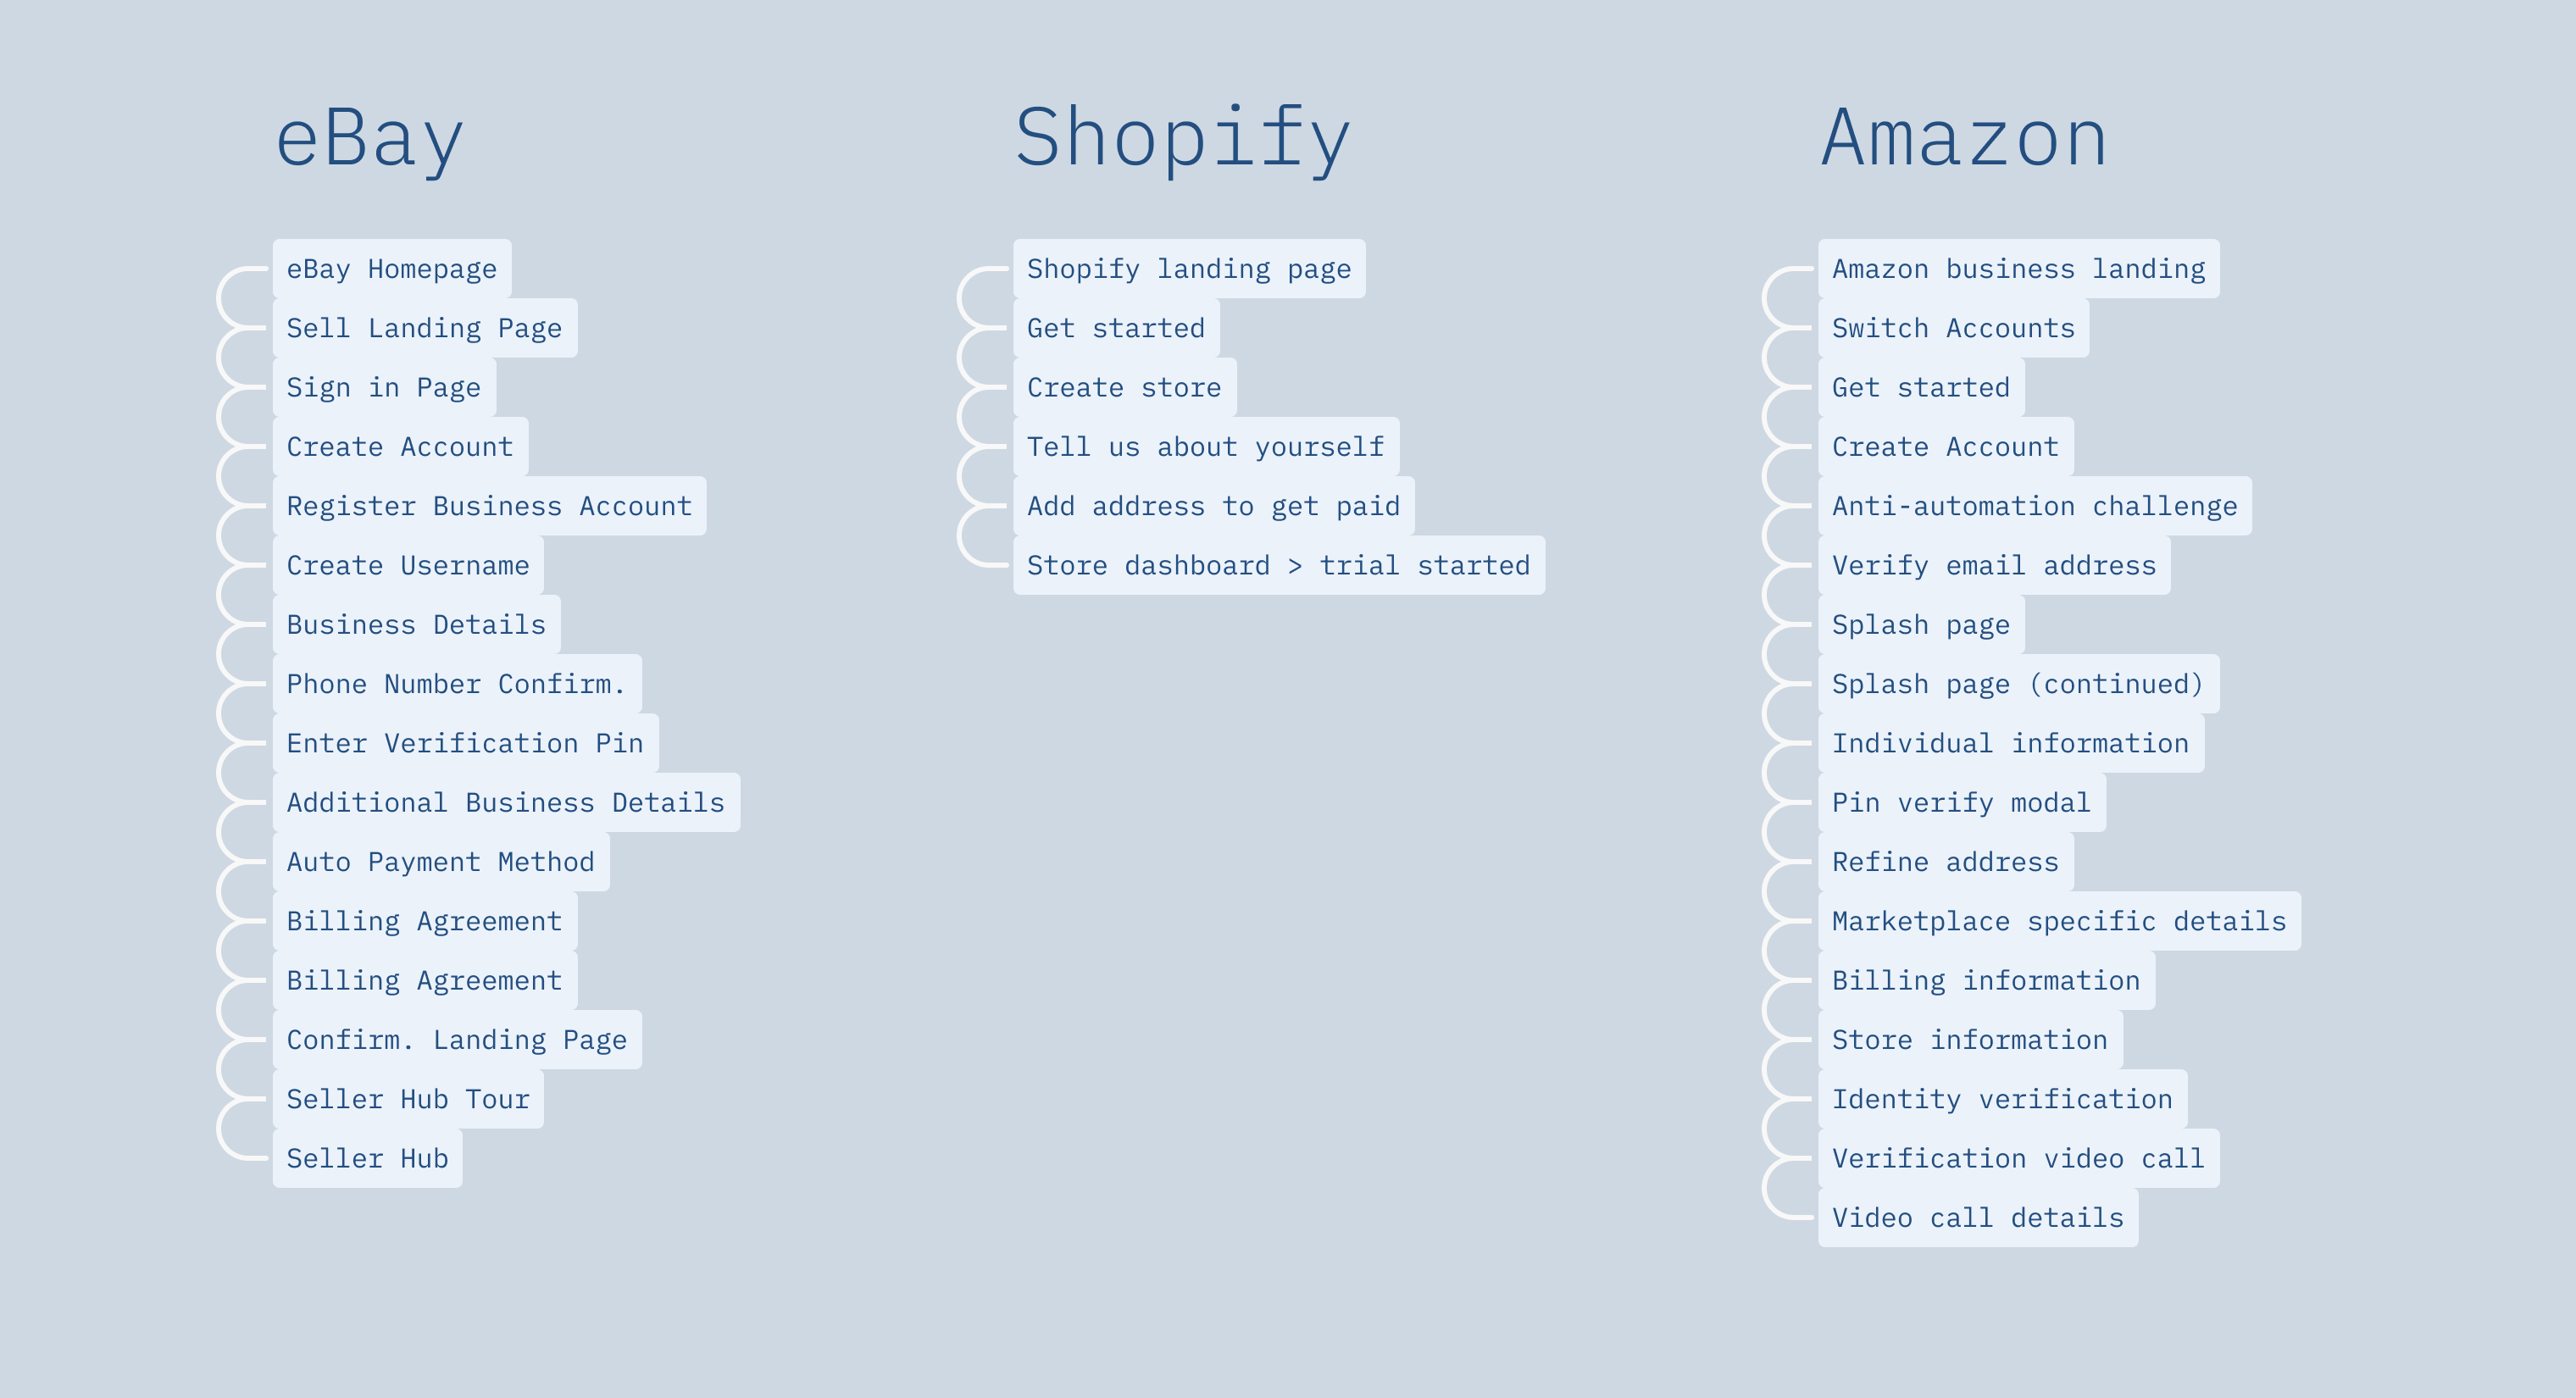 eBay
eBay Homepage
Sell Landing Page
Sign in Page
Create Account
Register Business Account
Create Username
Business Details
Phone Number Confirm.
Enter Verification Pin
Additional Business Details
Auto Payment Method
Billing Agreement
Billing Agreement
Confirm. Landing Page
Seller Hub Tour
Seller Hub
Shopify
Shopify landing page
Get started
Create store
Tell us about yourself
Add address to get paid
Store dashboard > trial started
Amazon
Amazon business landing
Switch Accounts
Get started
Create Account
Anti-automation challenge
Verify email address
Splash page
Splash page (continued)
Individual information
Pin verify modal
Refine address
Marketplace specific details
Billing information
Store information
Identity verification
Verification video call
Video call details